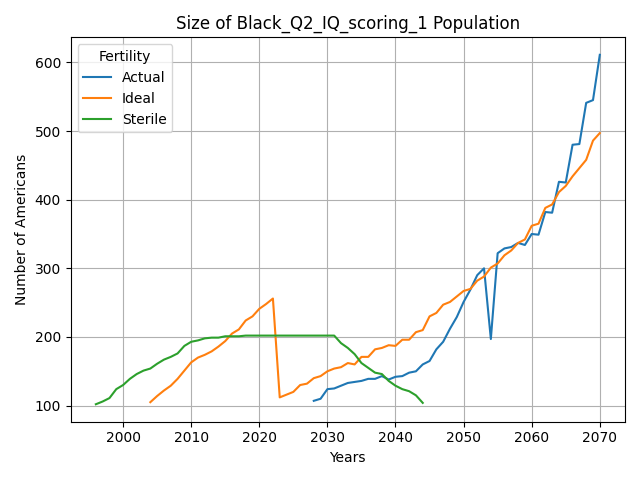 Size of Black_Q2_IQ_scoring_1 Population
Fertility
Actual
Ideal
Sterile
Number of Americans
600
500
400
300
200
100
2000
2010
2020
2030
2040
2050
2060
2070
Years